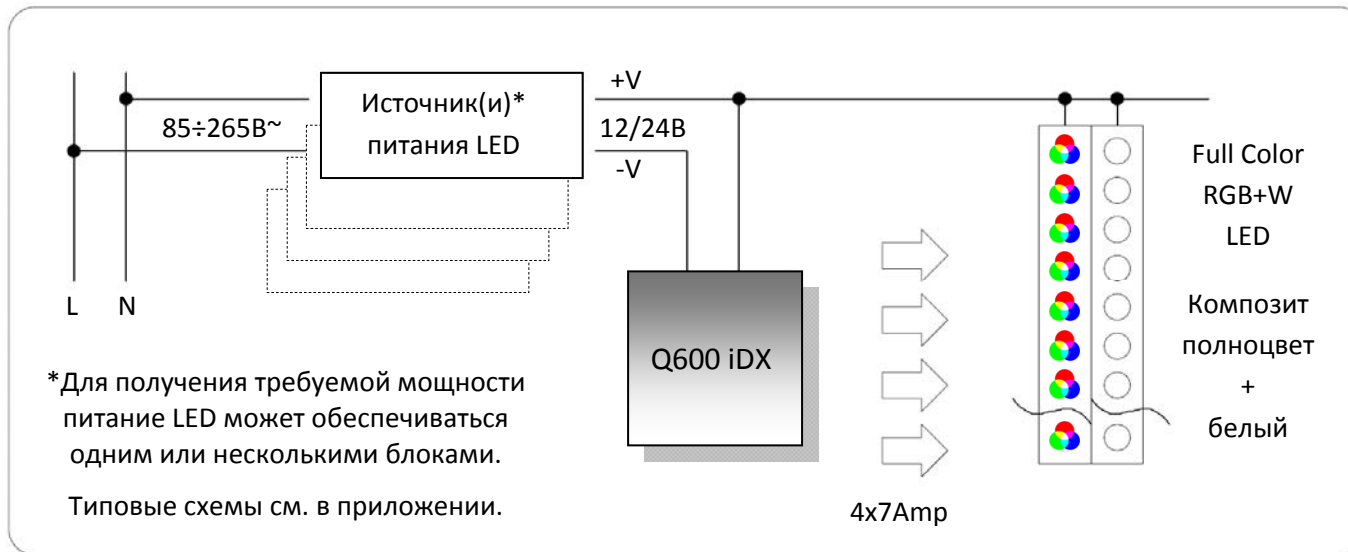 +V
Источник(и)*
85÷265В~
питания LED
12/24В
-V
Full Color
RGB+W
LED
L N
Q600 iDX
Композит
полноцвет
+
белый
*Для получения требуемой мощности
питание LED может обеспечиваться
одним или несколькими блоками.
Типовые схемы см. в приложении.
4x7Amp